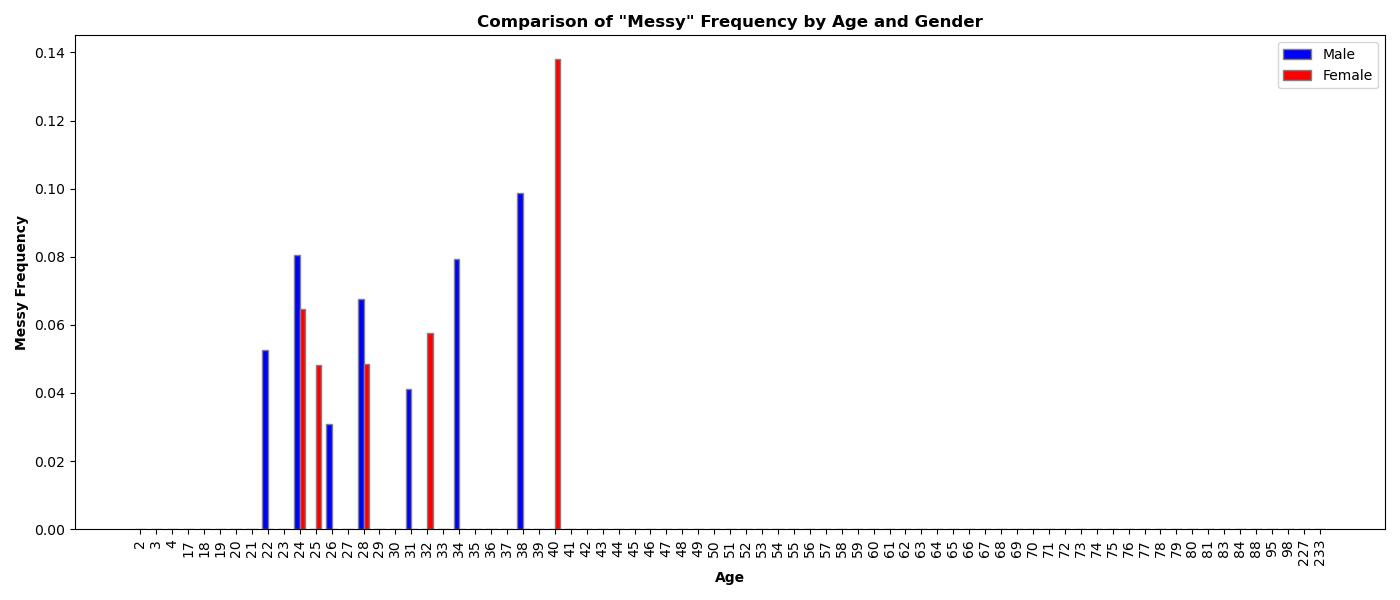 Comparison of "Messy" Frequency by Age and Gender
Male
Female
Messy Frequency
0.14
0.12
0.10
0.08
0.06
0.04
0.02
0.00
2 3 4 17 18 19 20 21 22 23 24 25 26 27 28 29 30 31 32 33 34 35 36 37 38 39 40 41 42 43 44 45 46 47 48 49 50 51 52 53 54 55 56 57 58 59 60 61 62 63 64 65 66 67 68 69 70 71 72 73 74 75 76 77 78 79 80 81 83 84 88 95 98 227 233
Age